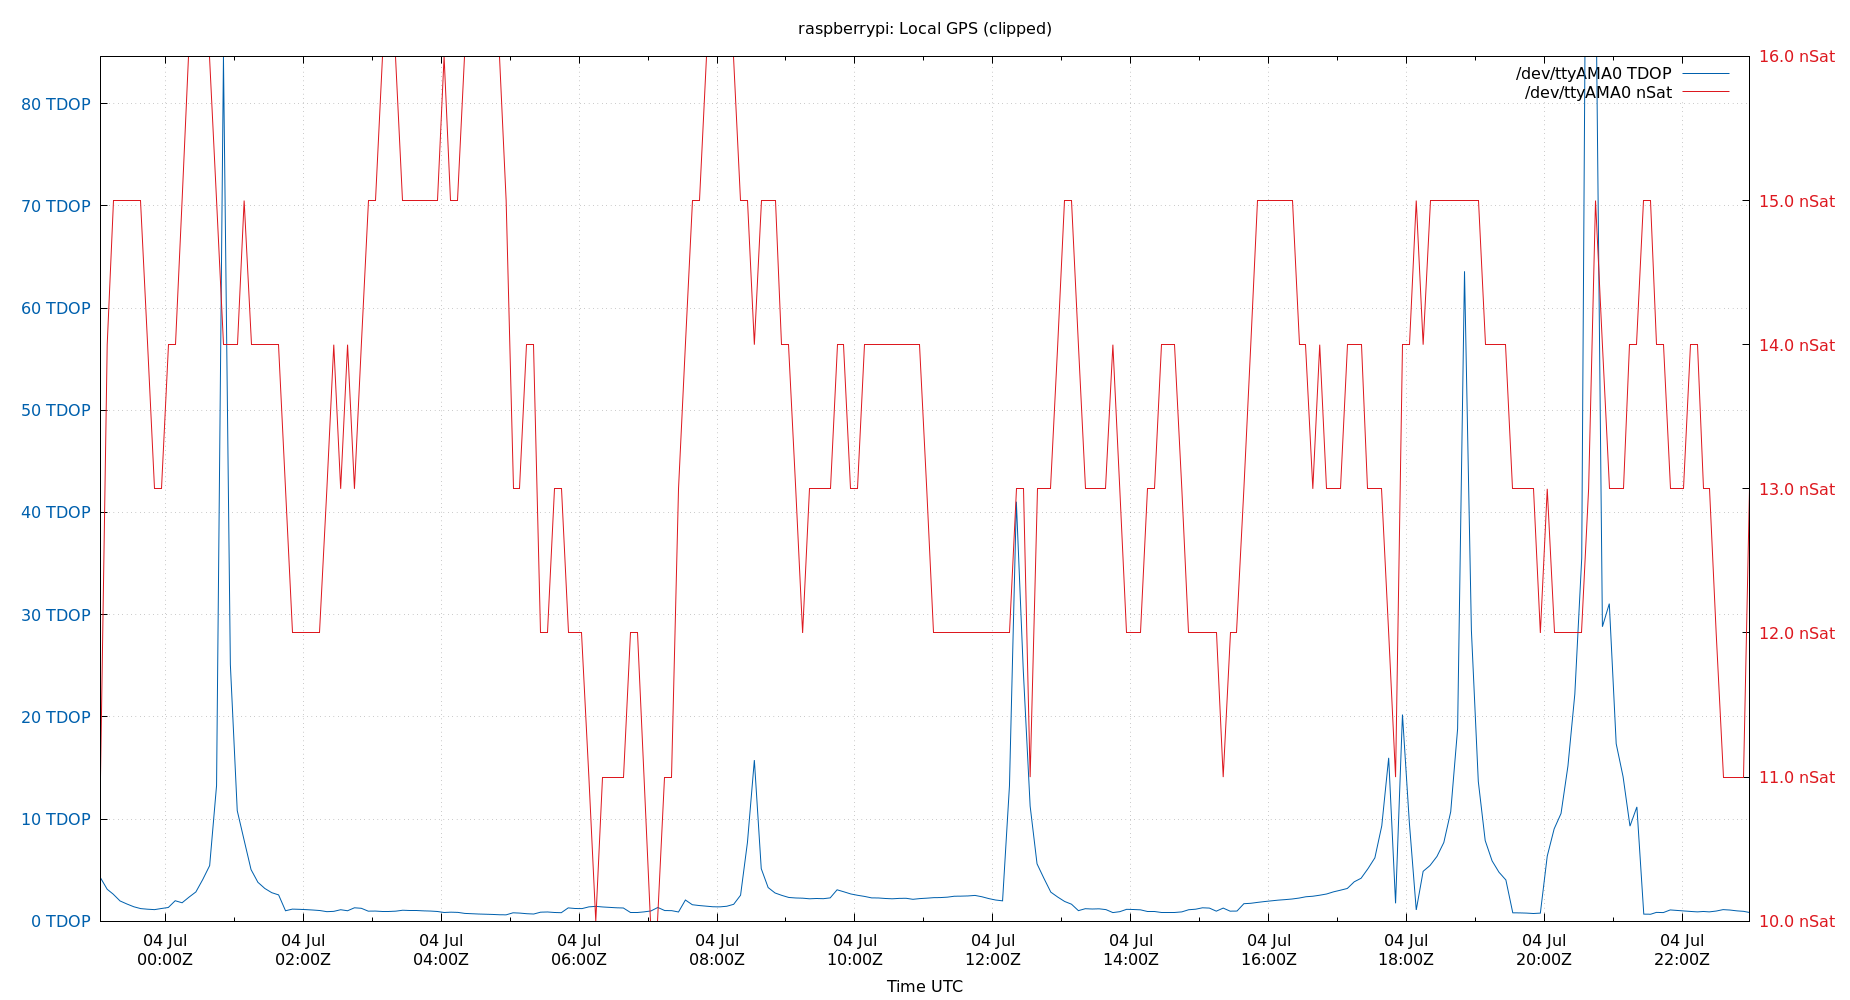 raspberrypi: Local GPS (clipped)
/dev/ttyAMA0 TDOP
/dev/ttyAMA0 nSat
80 TDOP
70 TDOP
60 TDOP
50 TDOP
40 TDOP
30 TDOP
20 TDOP
10 TDOP
0 TDOP
16.0 nSat
15.0 nSat
14.0 nSat
13.0 nSat
12.0 nSat
11.0 nSat
10.0 nSat
04 Jul
00:00Z
04 Jul
02:00Z
04 Jul
04:00Z
04 Jul
06:00Z
04 Jul
08:00Z
04 Jul
10:00Z
04 Jul
12:00Z
04 Jul
14:00Z
04 Jul
16:00Z
04 Jul
18:00Z
04 Jul
20:00Z
04 Jul
22:00Z
Time UTC